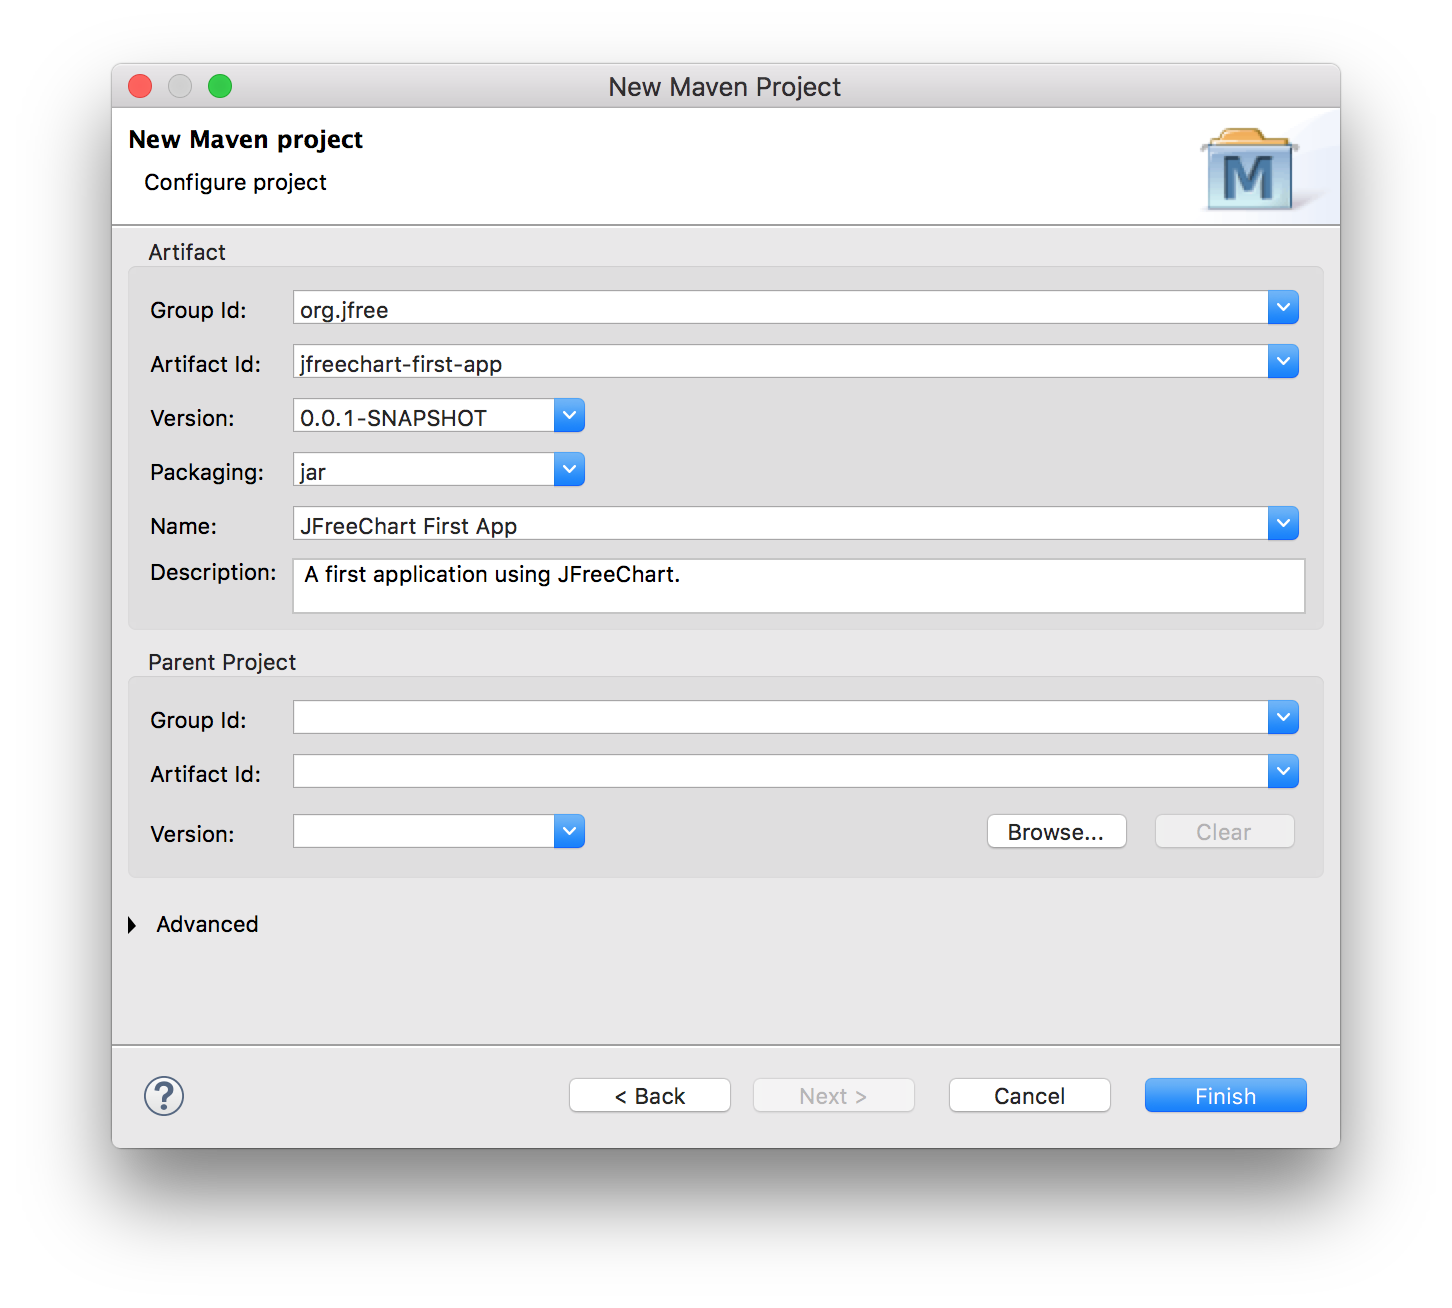 New Maven Project
New Maven project
Configure project
M
Artifact
Group Id: org.jfree
Artifact Id: jfreechart-first-app
Version: 0.0.1-SNAPSHOT
Packaging: jar
Name: JFreeChart First App
Description: A first application using JFreeChart.
Parent Project
Group Id:
Artifact Id:
Version: Browse... Clear
Advanced
? < Back Next > Cancel Finish